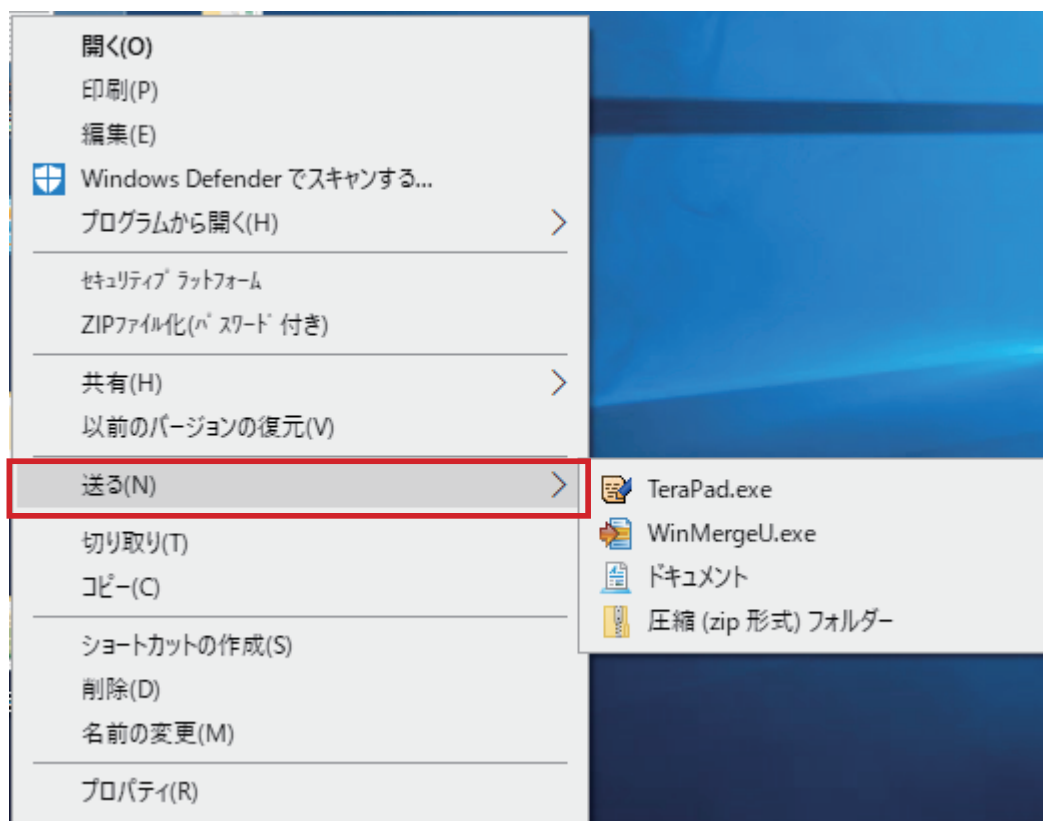 開く(O)
印刷(P)
編集(E)
Windows Defender でスキャンする...
プログラムから開く(H)
ｾｷｭﾘﾃｨﾌﾟﾗｯﾄﾌｫｰﾑ
ZIPﾌｧｲﾙ化(ﾊﾟｽﾜｰﾄﾞ付き)
共有(H)
以前のバージョンの復元(V)
送る(N)
TeraPad.exe
WinMergeU.exe
ドキュメント
圧縮 (zip 形式) フォルダー
切り取り(T)
コピー(C)
ショートカットの作成(S)
削除(D)
名前の変更(M)
プロパティ(R)